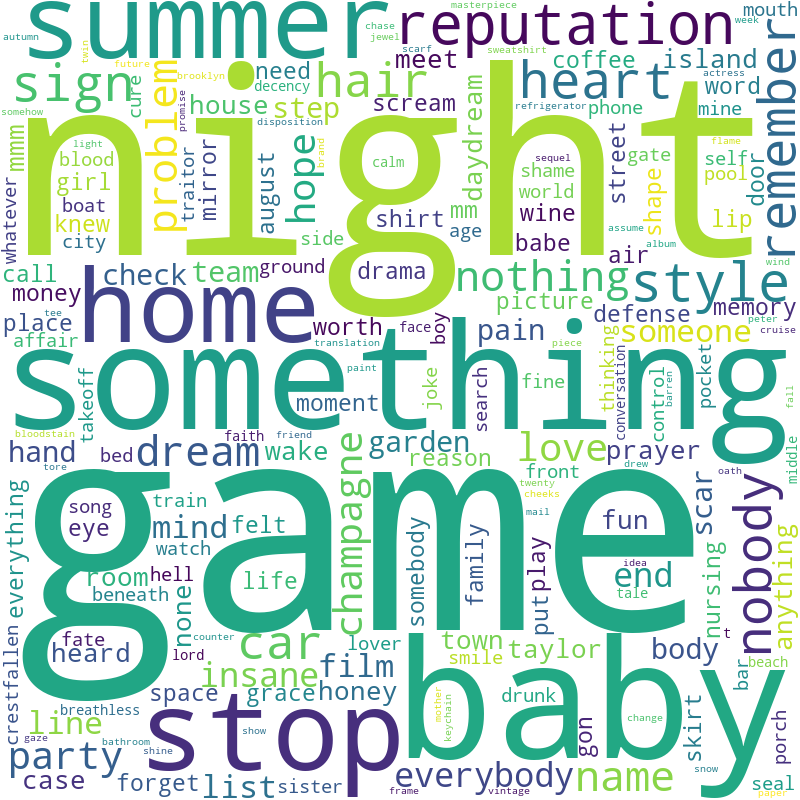 masterpiece
week
mouth
summer
reputation
chase
jewel
autumn
twin
scarf
sweatshirt
meet
coffee
island
need
future
brooklyn
sign
problem
cure
decency
hair
heart
actress
word
remember
refrigerator
phone
mine
promise
house
step
scream
daydream
somehow
mmm
night
light
disposition
brand
calm
sequel
street
flame
gate
self
door
blood
traitor
mirror
august
hope
shame
shape
pool
girl
world
whatever
boat
knew
city
shirt
mm
wine
lip
side
age
babe
assume
album
air
wind
call
check
team
ground
drama
nothing
style
money
home
picture
defense
memory
place
tee
worth
face
boy
pain
someone
peter
cruise
affair
translation
piece
something
takeoff
paint
joke
search
fine
thinking
conversation
control
barren
pocket
fall
moment
bloodstain
faith
friend
hand
bed
dream
wake
champagne
garden
reason
love
prayer
tore
front
drew
oath
middle
game
twenty
cheeks
scar
nobody
everything
song
eye
train
mind
felt
mail
fun
watch
somebody
family
play
put
anything
room
beneath
hell
none
life
idea
end
tale
nursing
crestfallen
fate
heard
lord
counter
car
lover
town
smile
taylor
t
body
bar
beach
insane
film
space
grace
honey
baby
line
breathless
mother
keychain
drunk
gon
change
skirt
porch
gaze
bathroom
shine
show
stop
party
case
forget
list
sister
everybody
frame
vintage
name
snow
seal
paper